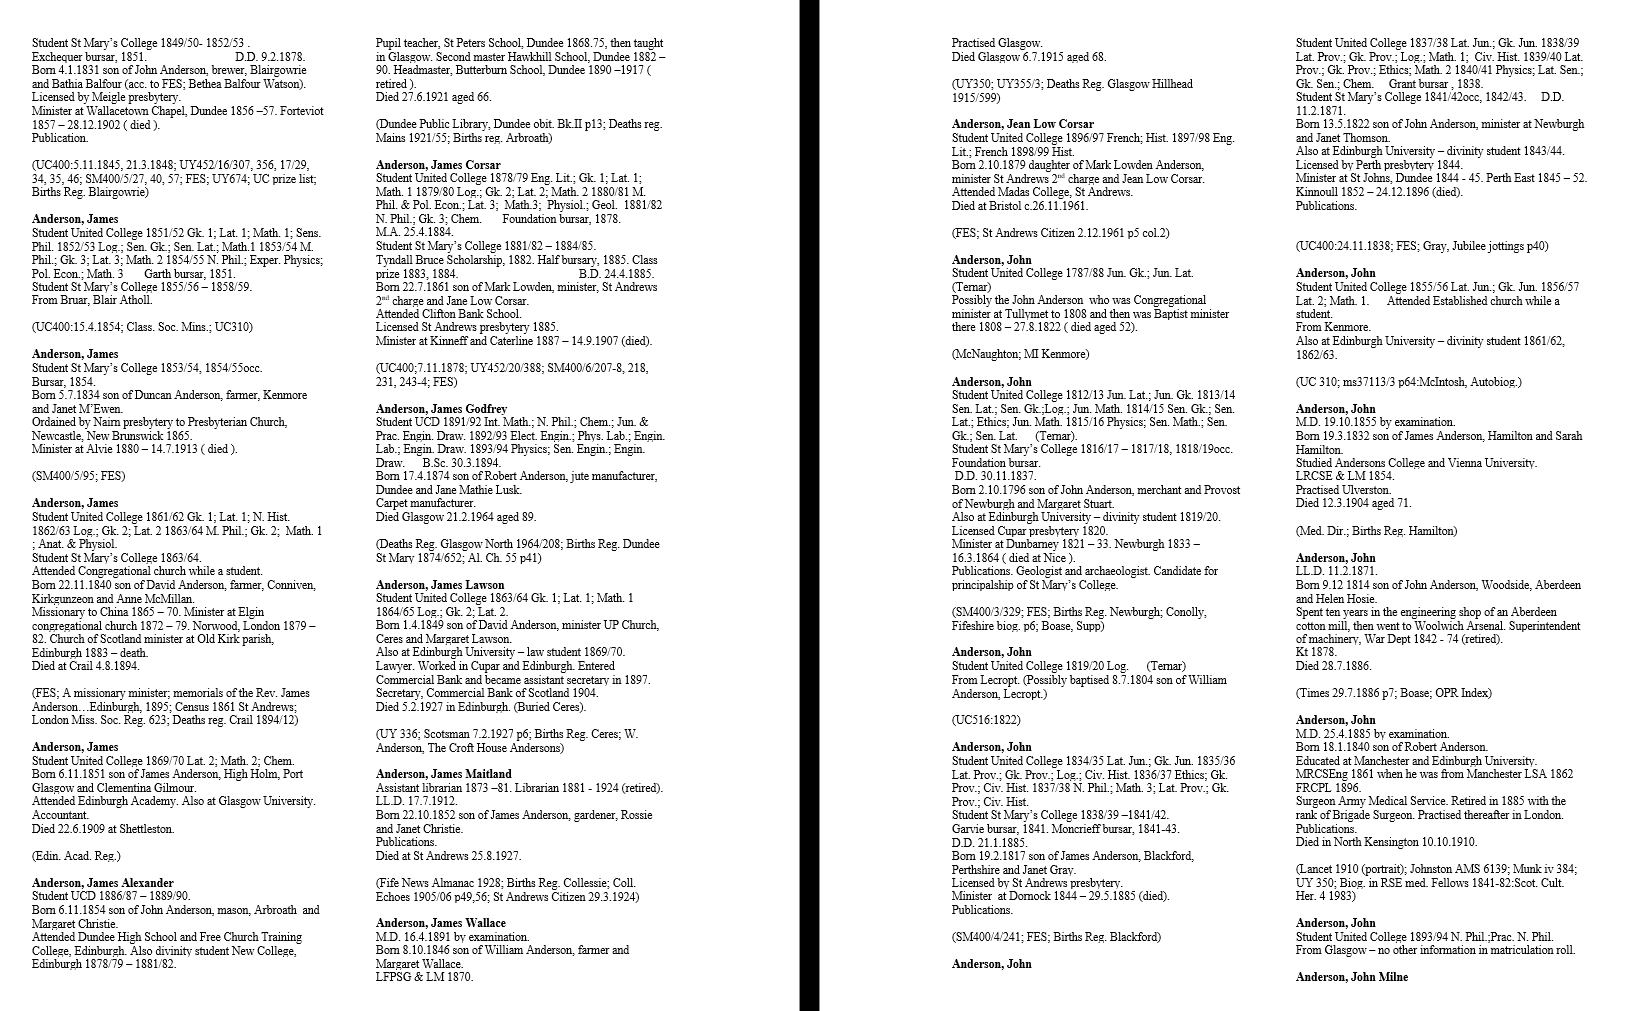 Student St Mary's College 1849/50- 1852/53 .
Exchequer bursar, 1851. D.D. 9.2.1878.
Born 4.1.1831 son of John Anderson, brewer, Blairgowrie
and Bathia Balfour (acc. to FES; Bethea Balfour Watson).
Licensed by Meigle presbytery.
Minister at Wallacetown Chapel, Dundee 1856 –57. Forteviot
1857 – 28.12.1902 ( died ).
Publication.
(UC400:5.11.1845, 21.3.1848; UY452/16/307, 356, 17/29,
34, 35, 46; SM400/5/27, 40, 57; FES; UY674; UC prize list;
Births Reg. Blairgowrie)
Anderson, James
Student United College 1851/52 Gk. 1; Lat. 1; Math. 1; Sens.
Phil. 1852/53 Log.; Sen. Gk.; Sen. Lat.; Math.1 1853/54 M.
Phil.; Gk. 3; Lat. 3; Math. 2 1854/55 N. Phil.; Exper. Physics;
Pol. Econ.; Math. 3 Garth bursar, 1851.
Student St Mary's College 1855/56 – 1858/59.
From Bruar, Blair Atholl.
(UC400:15.4.1854; Class. Soc. Mins.; UC310)
Anderson, James
Student St Mary's College 1853/54, 1854/55occ.
Bursar, 1854.
Born 5.7.1834 son of Duncan Anderson, farmer, Kenmore
and Janet M'Ewen.
Ordained by Nairn presbytery to Presbyterian Church,
Newcastle, New Brunswick 1865.
Minister at Alvie 1880 – 14.7.1913 ( died ).
(SM400/5/95; FES)
Anderson, James
Student United College 1861/62 Gk. 1; Lat. 1; N. Hist.
1862/63 Log.; Gk. 2; Lat. 2 1863/64 M. Phil.; Gk. 2; Math. 1
; Anat. & Physiol.
Student St Mary's College 1863/64.
Attended Congregational church while a student.
Born 22.11.1840 son of David Anderson, farmer, Conniven,
Kirkgunzeon and Anne McMillan.
Missionary to China 1865 – 70. Minister at Elgin
congregational church 1872 – 79. Norwood, London 1879 –
82. Church of Scotland minister at Old Kirk parish,
Edinburgh 1883 – death.
Died at Crail 4.8.1894.
(FES; A missionary minister; memorials of the Rev. James
Anderson…Edinburgh, 1895; Census 1861 St Andrews;
London Miss. Soc. Reg. 623; Deaths reg. Crail 1894/12)
Anderson, James
Student United College 1869/70 Lat. 2; Math. 2; Chem.
Born 6.11.1851 son of James Anderson, High Holm, Port
Glasgow and Clementina Gilmour.
Attended Edinburgh Academy. Also at Glasgow University.
Accountant.
Died 22.6.1909 at Shettleston.
(Edin. Acad. Reg.)
Anderson, James Alexander
Student UCD 1886/87 – 1889/90.
Born 6.11.1854 son of John Anderson, mason, Arbroath and
Margaret Christie.
Attended Dundee High School and Free Church Training
College, Edinburgh. Also divinity student New College,
Edinburgh 1878/79 – 1881/82.
Pupil teacher, St Peters School, Dundee 1868.75, then taught
in Glasgow. Second master Hawkhill School, Dundee 1882 –
90. Headmaster, Butterburn School, Dundee 1890 –1917 (
retired ).
Died 27.6.1921 aged 66.
(Dundee Public Library, Dundee obit. Bk.II p13; Deaths reg.
Mains 1921/55; Births reg. Arbroath)
Anderson, James Corsar
Student United College 1878/79 Eng. Lit.; Gk. 1; Lat. 1;
Math. 1 1879/80 Log.; Gk. 2; Lat. 2; Math. 2 1880/81 M.
Phil. & Pol. Econ.; Lat. 3; Math.3; Physiol.; Geol. 1881/82
N. Phil.; Gk. 3; Chem. Foundation bursar, 1878.
M.A. 25.4.1884.
Student St Mary's College 1881/82 – 1884/85.
Tyndall Bruce Scholarship, 1882. Half bursary, 1885. Class
prize 1883, 1884. B.D. 24.4.1885.
Born 22.7.1861 son of Mark Lowden, minister, St Andrews
2nd charge and Jane Low Corsar.
Attended Clifton Bank School.
Licensed St Andrews presbytery 1885.
Minister at Kinneff and Caterline 1887 – 14.9.1907 (died).
(UC400;7.11.1878; UY452/20/388; SM400/6/207-8, 218,
231, 243-4; FES)
Anderson, James Godfrey
Student UCD 1891/92 Int. Math.; N. Phil.; Chem.; Jun. &
Prac. Engin. Draw. 1892/93 Elect. Engin.; Phys. Lab.; Engin.
Lab.; Engin. Draw. 1893/94 Physics; Sen. Engin.; Engin.
Draw. B.Sc. 30.3.1894.
Born 17.4.1874 son of Robert Anderson, jute manufacturer,
Dundee and Jane Mathie Lusk.
Carpet manufacturer.
Died Glasgow 21.2.1964 aged 89.
(Deaths Reg. Glasgow North 1964/208; Births Reg. Dundee
St Mary 1874/652; Al. Ch. 55 p41)
Anderson, James Lawson
Student United College 1863/64 Gk. 1; Lat. 1; Math. 1
1864/65 Log.; Gk. 2; Lat. 2.
Born 1.4.1849 son of David Anderson, minister UP Church,
Ceres and Margaret Lawson.
Also at Edinburgh University – law student 1869/70.
Lawyer. Worked in Cupar and Edinburgh. Entered
Commercial Bank and became assistant secretary in 1897.
Secretary, Commercial Bank of Scotland 1904.
Died 5.2.1927 in Edinburgh. (Buried Ceres).
(UY 336; Scotsman 7.2.1927 p6; Births Reg. Ceres; W.
Anderson, The Croft House Andersons)
Anderson, James Maitland
Assistant librarian 1873 –81. Librarian 1881 - 1924 (retired).
LL.D. 17.7.1912.
Born 22.10.1852 son of James Anderson, gardener, Rossie
and Janet Christie.
Publications.
Died at St Andrews 25.8.1927.
(Fife News Almanac 1928; Births Reg. Collessie; Coll.
Echoes 1905/06 p49,56; St Andrews Citizen 29.3.1924)
Anderson, James Wallace
M.D. 16.4.1891 by examination.
Born 8.10.1846 son of William Anderson, farmer and
Margaret Wallace.
LFPSG & LM 1870.
Practised Glasgow.
Died Glasgow 6.7.1915 aged 68.
(UY350; UY355/3; Deaths Reg. Glasgow Hillhead
1915/599)
Anderson, Jean Low Corsar
Student United College 1896/97 French; Hist. 1897/98 Eng.
Lit.; French 1898/99 Hist.
Born 2.10.1879 daughter of Mark Lowden Anderson,
minister St Andrews 2nd charge and Jean Low Corsar.
Attended Madas College, St Andrews.
Died at Bristol c.26.11.1961.
(FES; St Andrews Citizen 2.12.1961 p5 col.2)
Anderson, John
Student United College 1787/88 Jun. Gk.; Jun. Lat.
(Ternar)
Possibly the John Anderson who was Congregational
minister at Tullymet to 1808 and then was Baptist minister
there 1808 – 27.8.1822 ( died aged 52).
(McNaughton; MI Kenmore)
Anderson, John
Student United College 1812/13 Jun. Lat.; Jun. Gk. 1813/14
Sen. Lat.; Sen. Gk.;Log.; Jun. Math. 1814/15 Sen. Gk.; Sen.
Lat.; Ethics; Jun. Math. 1815/16 Physics; Sen. Math.; Sen.
Gk.; Sen. Lat. (Ternar).
Student St Mary's College 1816/17 – 1817/18, 1818/19occ.
Foundation bursar.
D.D. 30.11.1837.
Born 2.10.1796 son of John Anderson, merchant and Provost
of Newburgh and Margaret Stuart.
Also at Edinburgh University – divinity student 1819/20.
Licensed Cupar presbytery 1820.
Minister at Dunbarney 1821 – 33. Newburgh 1833 –
16.3.1864 ( died at Nice ).
Publications. Geologist and archaeologist. Candidate for
principalship of St Mary's College.
(SM400/3/329; FES; Births Reg. Newburgh; Conolly,
Fifeshire biog. p6; Boase, Supp)
Anderson, John
Student United College 1819/20 Log. (Ternar)
From Lecropt. (Possibly baptised 8.7.1804 son of William
Anderson, Lecropt.)
(UC516:1822)
Anderson, John
Student United College 1834/35 Lat. Jun.; Gk. Jun. 1835/36
Lat. Prov.; Gk. Prov.; Log.; Civ. Hist. 1836/37 Ethics; Gk.
Prov.; Civ. Hist. 1837/38 N. Phil.; Math. 3; Lat. Prov.; Gk.
Prov.; Civ. Hist.
Student St Mary's College 1838/39 –1841/42.
Garvie bursar, 1841. Moncrieff bursar, 1841-43.
D.D. 21.1.1885.
Born 19.2.1817 son of James Anderson, Blackford,
Perthshire and Janet Gray.
Licensed by St Andrews presbytery.
Minister at Dornock 1844 – 29.5.1885 (died).
Publications.
(SM400/4/241; FES; Births Reg. Blackford)
Anderson, John
Student United College 1837/38 Lat. Jun.; Gk. Jun. 1838/39
Lat. Prov.; Gk. Prov.; Log.; Math. 1; Civ. Hist. 1839/40 Lat.
Prov.; Gk. Prov.; Ethics; Math. 2 1840/41 Physics; Lat. Sen.;
Gk. Sen.; Chem. Grant bursar , 1838.
Student St Mary's College 1841/42occ, 1842/43. D.D.
11.2.1871.
Born 13.5.1822 son of John Anderson, minister at Newburgh
and Janet Thomson.
Also at Edinburgh University – divinity student 1843/44.
Licensed by Perth presbytery 1844.
Minister at St Johns, Dundee 1844 - 45. Perth East 1845 – 52.
Kinnoull 1852 – 24.12.1896 (died).
Publications.
(UC400:24.11.1838; FES; Gray, Jubilee jottings p40)
Anderson, John
Student United College 1855/56 Lat. Jun.; Gk. Jun. 1856/57
Lat. 2; Math. 1. Attended Established church while a
student.
From Kenmore.
Also at Edinburgh University – divinity student 1861/62,
1862/63.
(UC 310; ms37113/3 p64:McIntosh, Autobiog.)
Anderson, John
M.D. 19.10.1855 by examination.
Born 19.3.1832 son of James Anderson, Hamilton and Sarah
Hamilton.
Studied Andersons College and Vienna University.
LRCSE & LM 1854.
Practised Ulverston.
Died 12.3.1904 aged 71.
(Med. Dir.; Births Reg. Hamilton)
Anderson, John
LL.D. 11.2.1871.
Born 9.12 1814 son of John Anderson, Woodside, Aberdeen
and Helen Hosie.
Spent ten years in the engineering shop of an Aberdeen
cotton mill, then went to Woolwich Arsenal. Superintendent
of machinery, War Dept 1842 - 74 (retired).
Kt 1878.
Died 28.7.1886.
(Times 29.7.1886 p7; Boase; OPR Index)
Anderson, John
M.D. 25.4.1885 by examination.
Born 18.1.1840 son of Robert Anderson.
Educated at Manchester and Edinburgh University.
MRCSEng 1861 when he was from Manchester LSA 1862
FRCPL 1896.
Surgeon Army Medical Service. Retired in 1885 with the
rank of Brigade Surgeon. Practised thereafter in London.
Publications.
Died in North Kensington 10.10.1910.
(Lancet 1910 (portrait); Johnston AMS 6139; Munk iv 384;
UY 350; Biog. in RSE med. Fellows 1841-82:Scot. Cult.
Her. 4 1983)
Anderson, John
Student United College 1893/94 N. Phil.;Prac. N. Phil.
From Glasgow – no other information in matriculation roll.
Anderson, John Milne